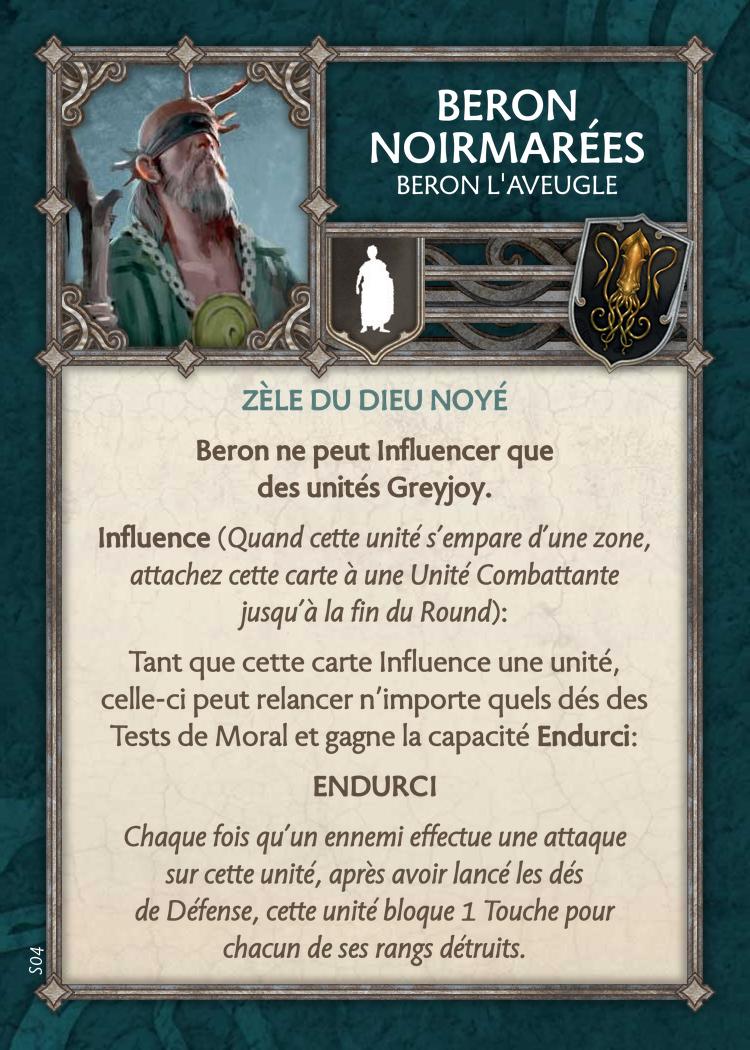 BERON
NOIRMARÉES
BERON L'AVEUGLE
ZÈLE DU DIEU NOYÉ
Beron ne peut Influencer que
des unités Greyjoy.
Influence (Quand cette unité s'empare d'une zone,
attachez cette carte à une Unité Combattante
jusqu'à la fin du Round):
Tant que cette carte Influence une unité,
celle-ci peut relancer n'importe quels dés des
Tests de Moral et gagne la capacité Endurci:
ENDURCI
Chaque fois qu'un ennemi effectue une attaque
sur cette unité, après avoir lancé les dés
de Défense, cette unité bloque 1 Touche pour
chacun de ses rangs détruits.
S04